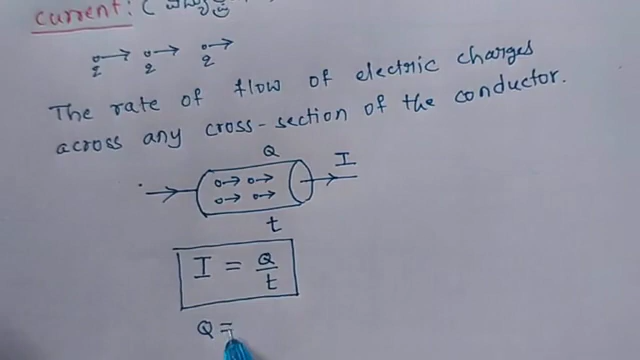 Current: (
q q q
The rate of flow of electric charges
across any cross-section of the conductor.
Q
I
t
I = Q/t
Q =